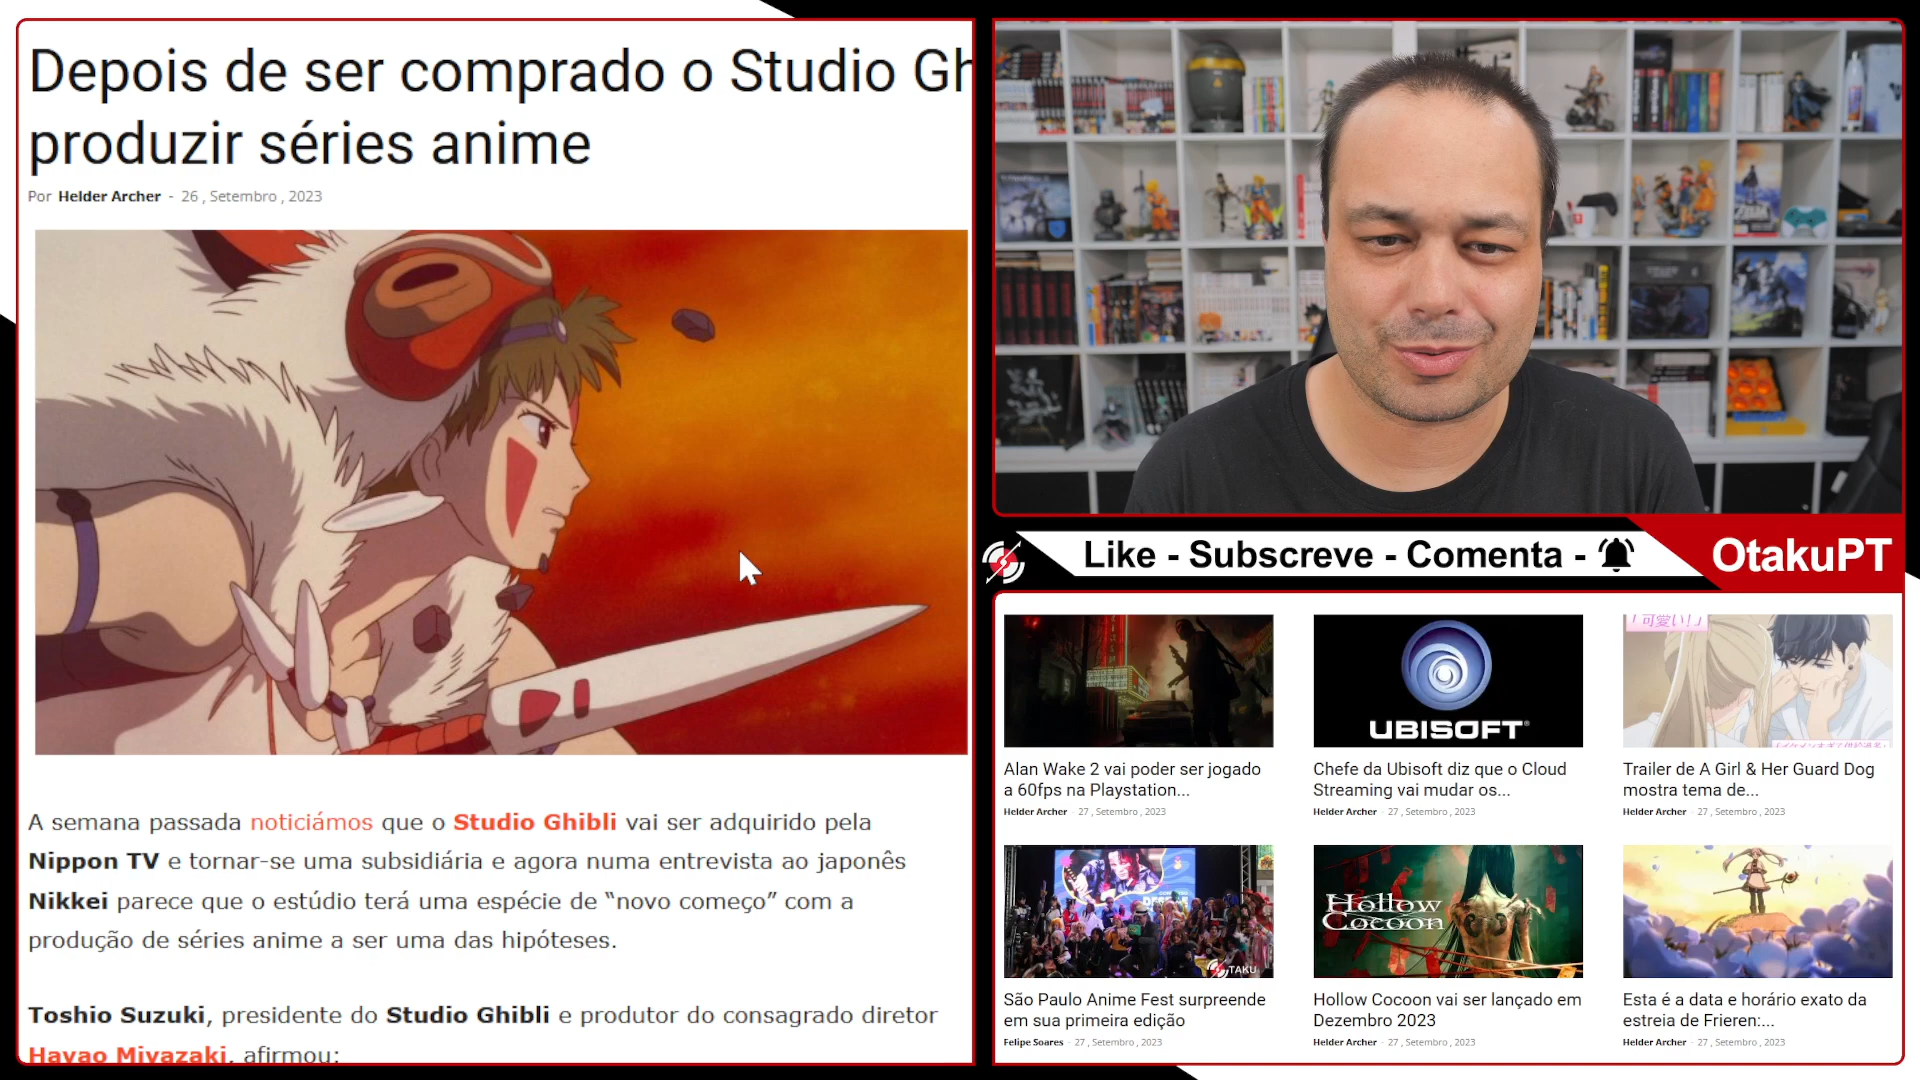 Depois de ser comprado o Studio Gh
produzir séries anime
Por Helder Archer - 26 , Setembro , 2023
A semana passada noticiámos que o Studio Ghibli vai ser adquirido pela
Nippon TV e tornar-se uma subsidiária e agora numa entrevista ao japonês
Nikkei parece que o estúdio terá uma espécie de “novo começo” com a
produção de séries anime a ser uma das hipóteses.
Toshio Suzuki, presidente do Studio Ghibli e produtor do consagrado diretor
Hayao Miyazaki, afirmou:
Like - Subscreve - Comenta -
OtakuPT
UBISOFT
「可愛い!」
Alan Wake 2 vai poder ser jogado
a 60fps na Playstation...
Helder Archer - 27 , Setembro , 2023
Chefe da Ubisoft diz que o Cloud
Streaming vai mudar os...
Helder Archer - 27 , Setembro , 2023
Trailer de A Girl & Her Guard Dog
mostra tema de...
Helder Archer - 27 , Setembro , 2023
TAKU
Hollow
Cocoon
São Paulo Anime Fest surpreende
em sua primeira edição
Felipe Soares - 27 , Setembro , 2023
Hollow Cocoon vai ser lançado em
Dezembro 2023
Helder Archer - 27 , Setembro , 2023
Esta é a data e horário exato da
estreia de Frieren:...
Helder Archer - 27 , Setembro , 2023